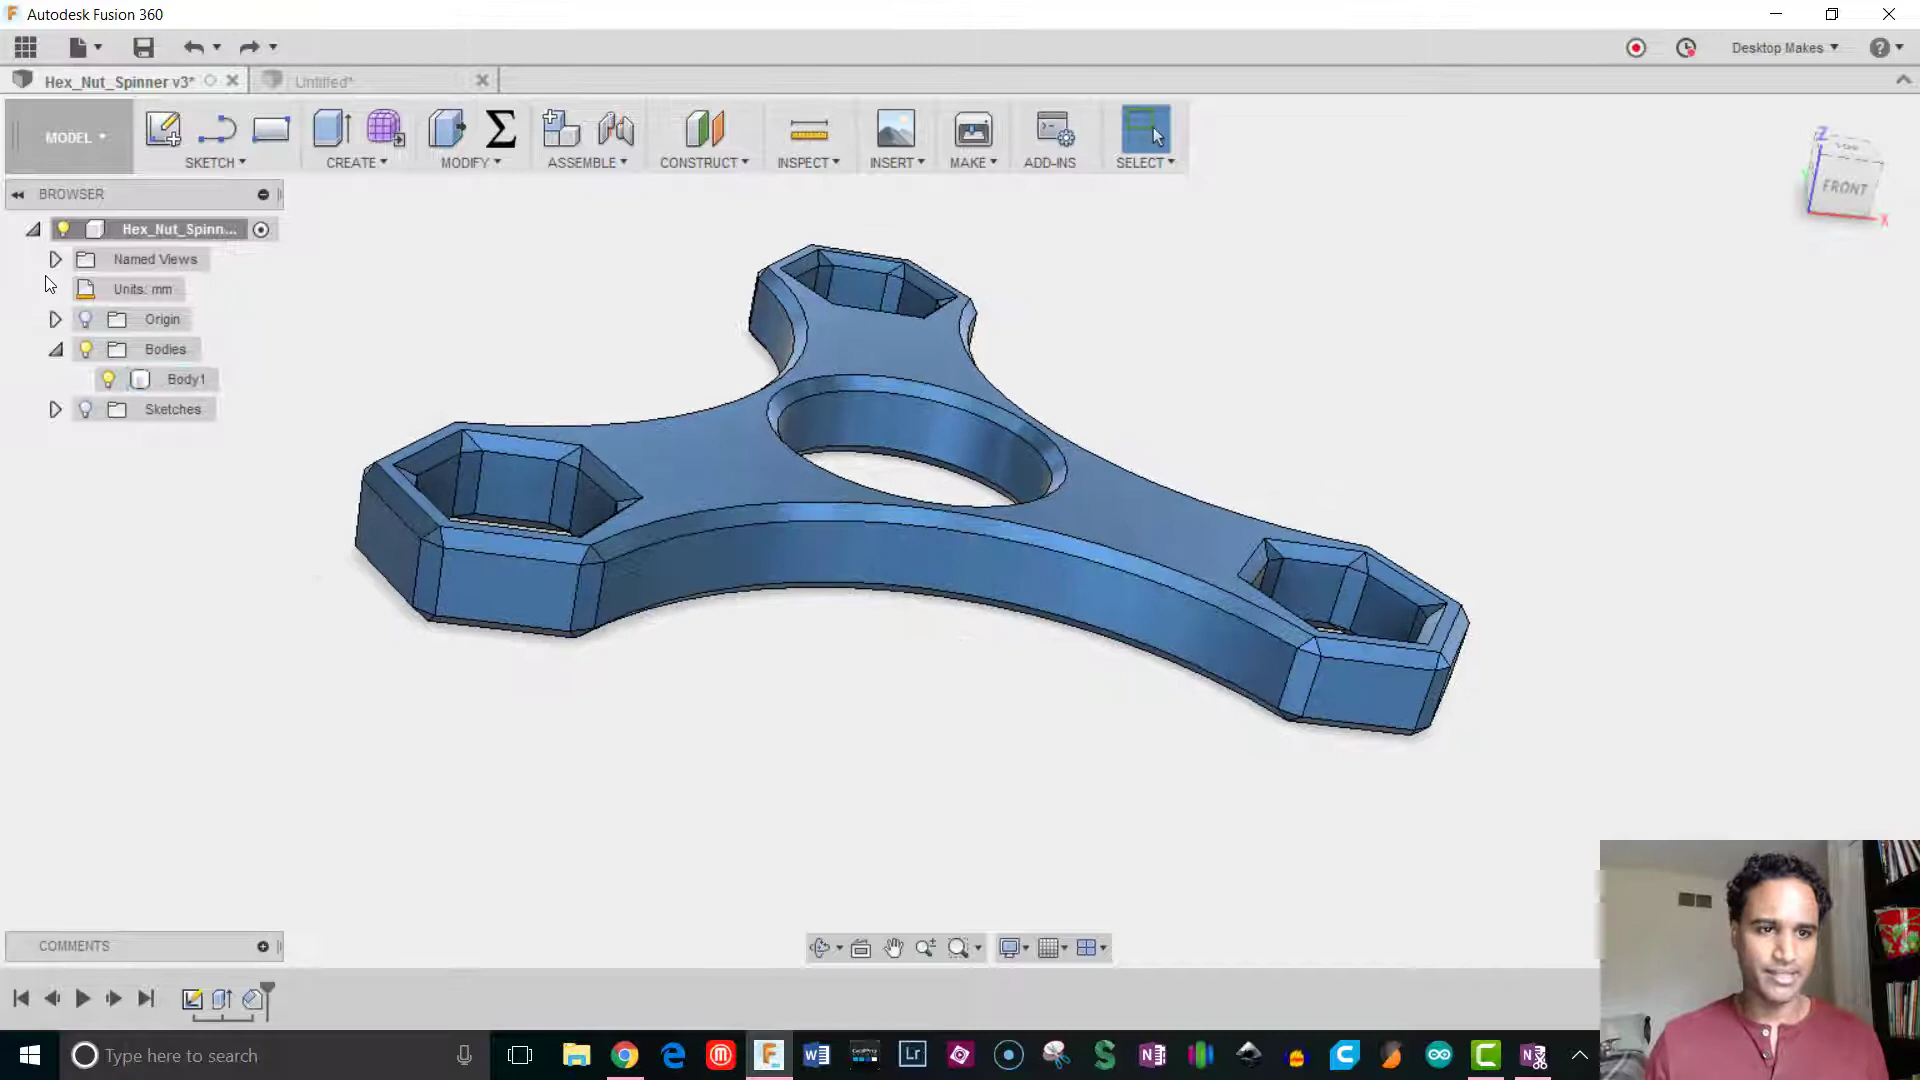 Autodesk Fusion 360
Desktop Makes
Hex_Nut_Spinner v3*
Untitled*
MODEL
SKETCH
CREATE
MODIFY
ASSEMBLE
CONSTRUCT
INSPECT
INSERT
MAKE
ADD-INS
SELECT
BROWSER
Hex_Nut_Spinn...
Named Views
Units: mm
Origin
Bodies
Body1
Sketches
Z
FRONT
X
COMMENTS
Type here to search
Lr